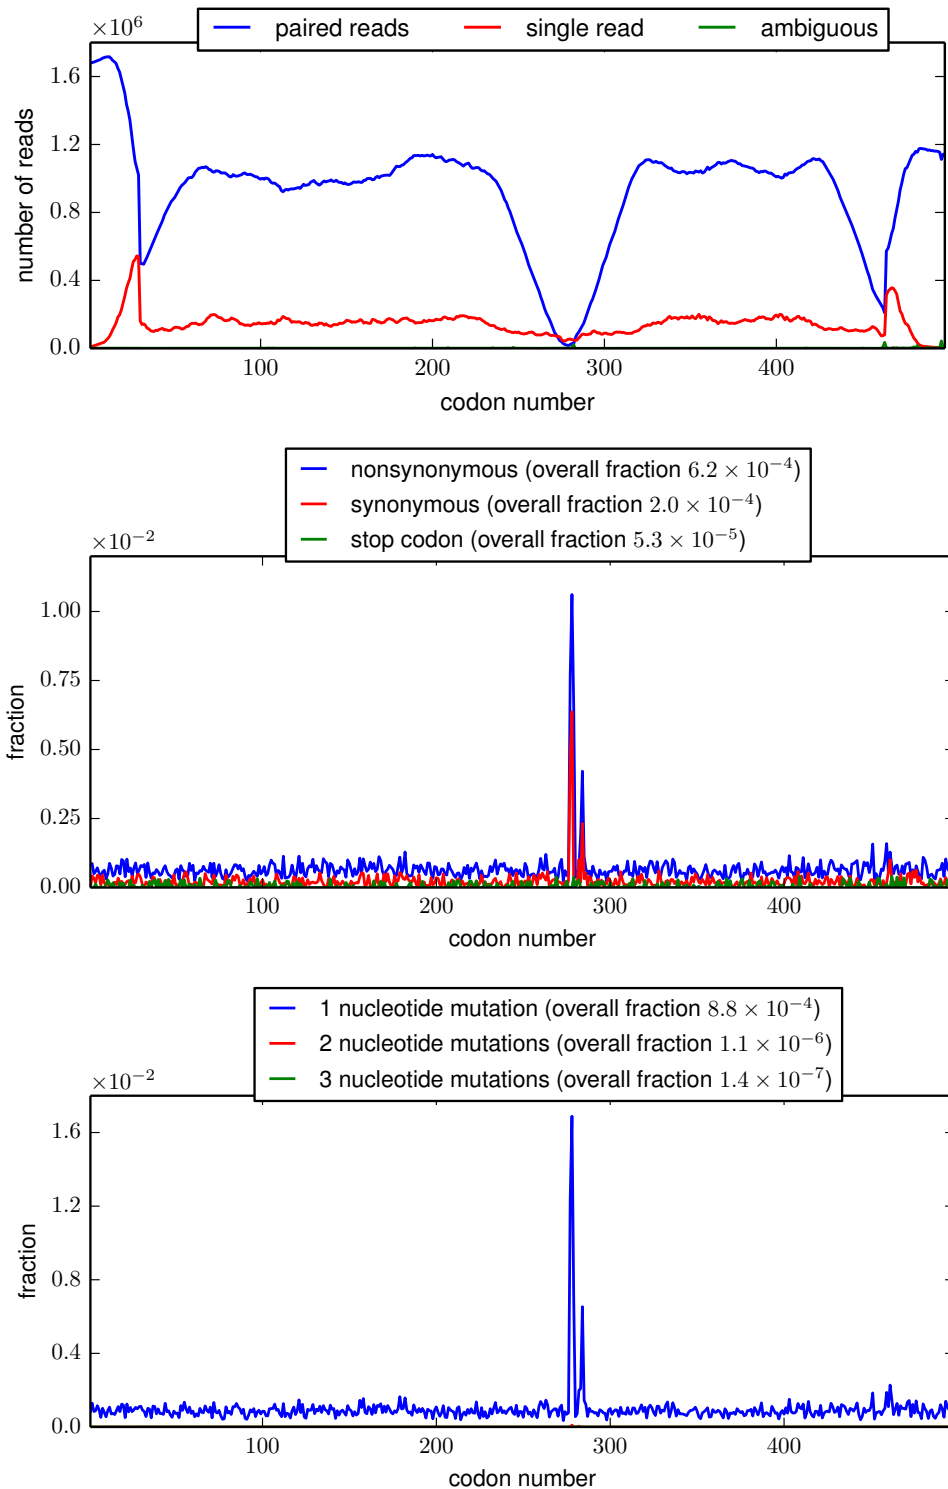 ×10^6
paired reads single read ambiguous
1.6
1.2
0.8
0.4
0.0
number of reads
100 200 300 400
codon number
nonsynonymous (overall fraction 6.2 × 10^−4)
synonymous (overall fraction 2.0 × 10^−4)
stop codon (overall fraction 5.3 × 10^−5)
×10^−2
1.00
0.75
0.50
0.25
0.00
fraction
100 200 300 400
codon number
1 nucleotide mutation (overall fraction 8.8 × 10^−4)
2 nucleotide mutations (overall fraction 1.1 × 10^−6)
3 nucleotide mutations (overall fraction 1.4 × 10^−7)
×10^−2
1.6
1.2
0.8
0.4
0.0
fraction
100 200 300 400
codon number